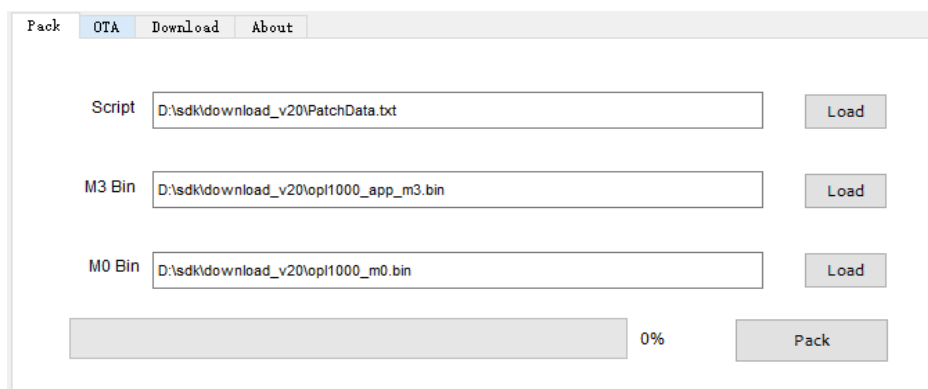 Pack OTA Download About
Script D:\sdk\download_v20\PatchData.txt Load
M3 Bin D:\sdk\download_v20\opl1000_app_m3.bin Load
M0 Bin D:\sdk\download_v20\opl1000_m0.bin Load
0% Pack